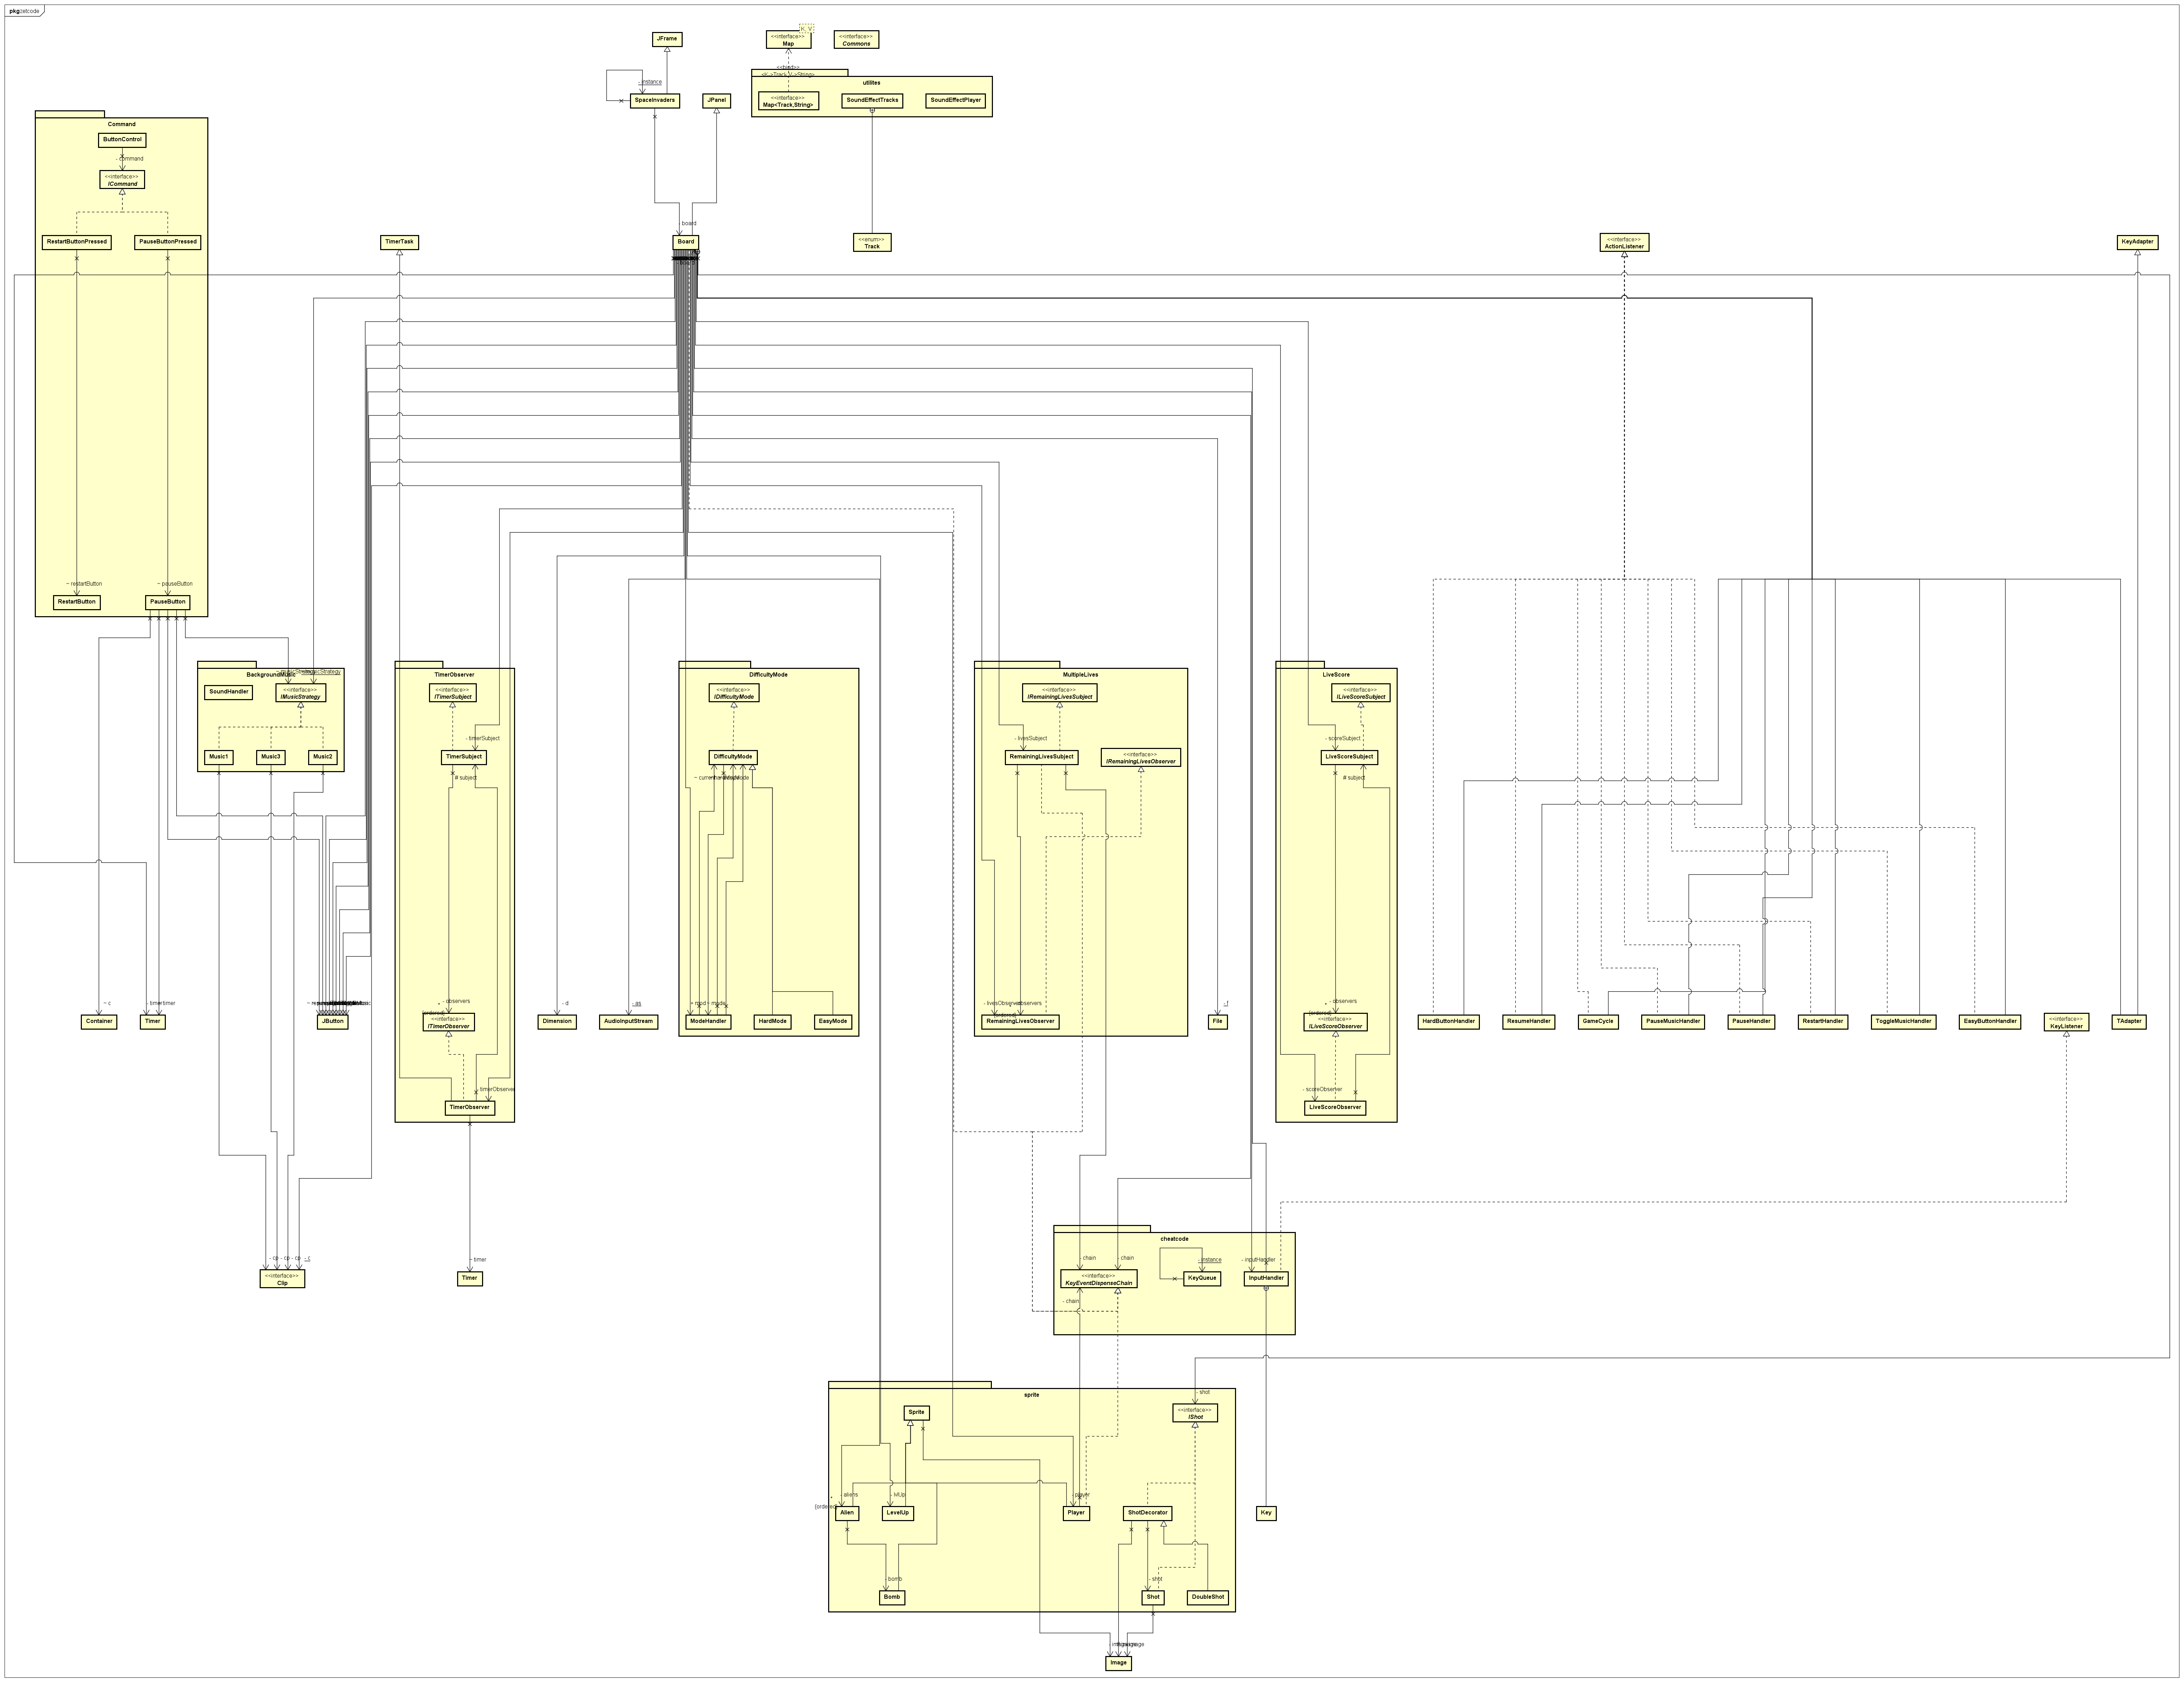 pkg zetcode
JFrame
K, V
<<interface>>
Map
<<interface>>
Commons
<<bind>>
<K->Track,V->String>
utilites
- instance
SpaceInvaders
JPanel
<<interface>>
Map<Track,String>
SoundEffectTracks
SoundEffectPlayer
Command
ButtonControl
- command
<<interface>>
ICommand
- board
RestartButtonPressed
PauseButtonPressed
TimerTask
Board
<<enum>>
Track
<<interface>>
ActionListener
KeyAdapter
~ restartButton
~ pauseButton
RestartButton
PauseButton
BackgroundMusic
SoundHandler
<<interface>>
IMusicStrategy
Music1
Music3
Music2
TimerObserver
<<interface>>
ITimerSubject
- timerSubject
TimerSubject
# subject
DifficultyMode
<<interface>>
IDifficultyMode
DifficultyMode
MultipleLives
<<interface>>
IRemainingLivesSubject
- livesSubject
RemainingLivesSubject
<<interface>>
IRemainingLivesObserver
LiveScore
<<interface>>
ILiveScoreSubject
- scoreSubject
LiveScoreSubject
# subject
~ c
- timer
~ timer
Container
Timer
JButton
- observers
*
{ordered}
<<interface>>
ITimerObserver
- d
Dimension
- as
AudioInputStream
~ mod
~ mode
ModeHandler
HardMode
EasyMode
- livesObserver
RemainingLivesObserver
- f
File
- observers
*
{ordered}
<<interface>>
ILiveScoreObserver
HardButtonHandler
ResumeHandler
GameCycle
PauseMusicHandler
PauseHandler
RestartHandler
ToggleMusicHandler
EasyButtonHandler
<<interface>>
KeyListener
TAdapter
- timerObserver
TimerObserver
- scoreObserver
LiveScoreObserver
- cp
- cp
- cp
- c
<<interface>>
Clip
~ timer
Timer
cheatcode
- chain
- chain
- instance
- inputHandler
<<interface>>
KeyEventDispenseChain
KeyQueue
InputHandler
- chain
sprite
- shot
Sprite
<<interface>>
IShot
*
{ordered}
- aliens
- lvlUp
- player
Alien
LevelUp
Player
ShotDecorator
Key
- bomb
- shot
Bomb
Shot
DoubleShot
Image